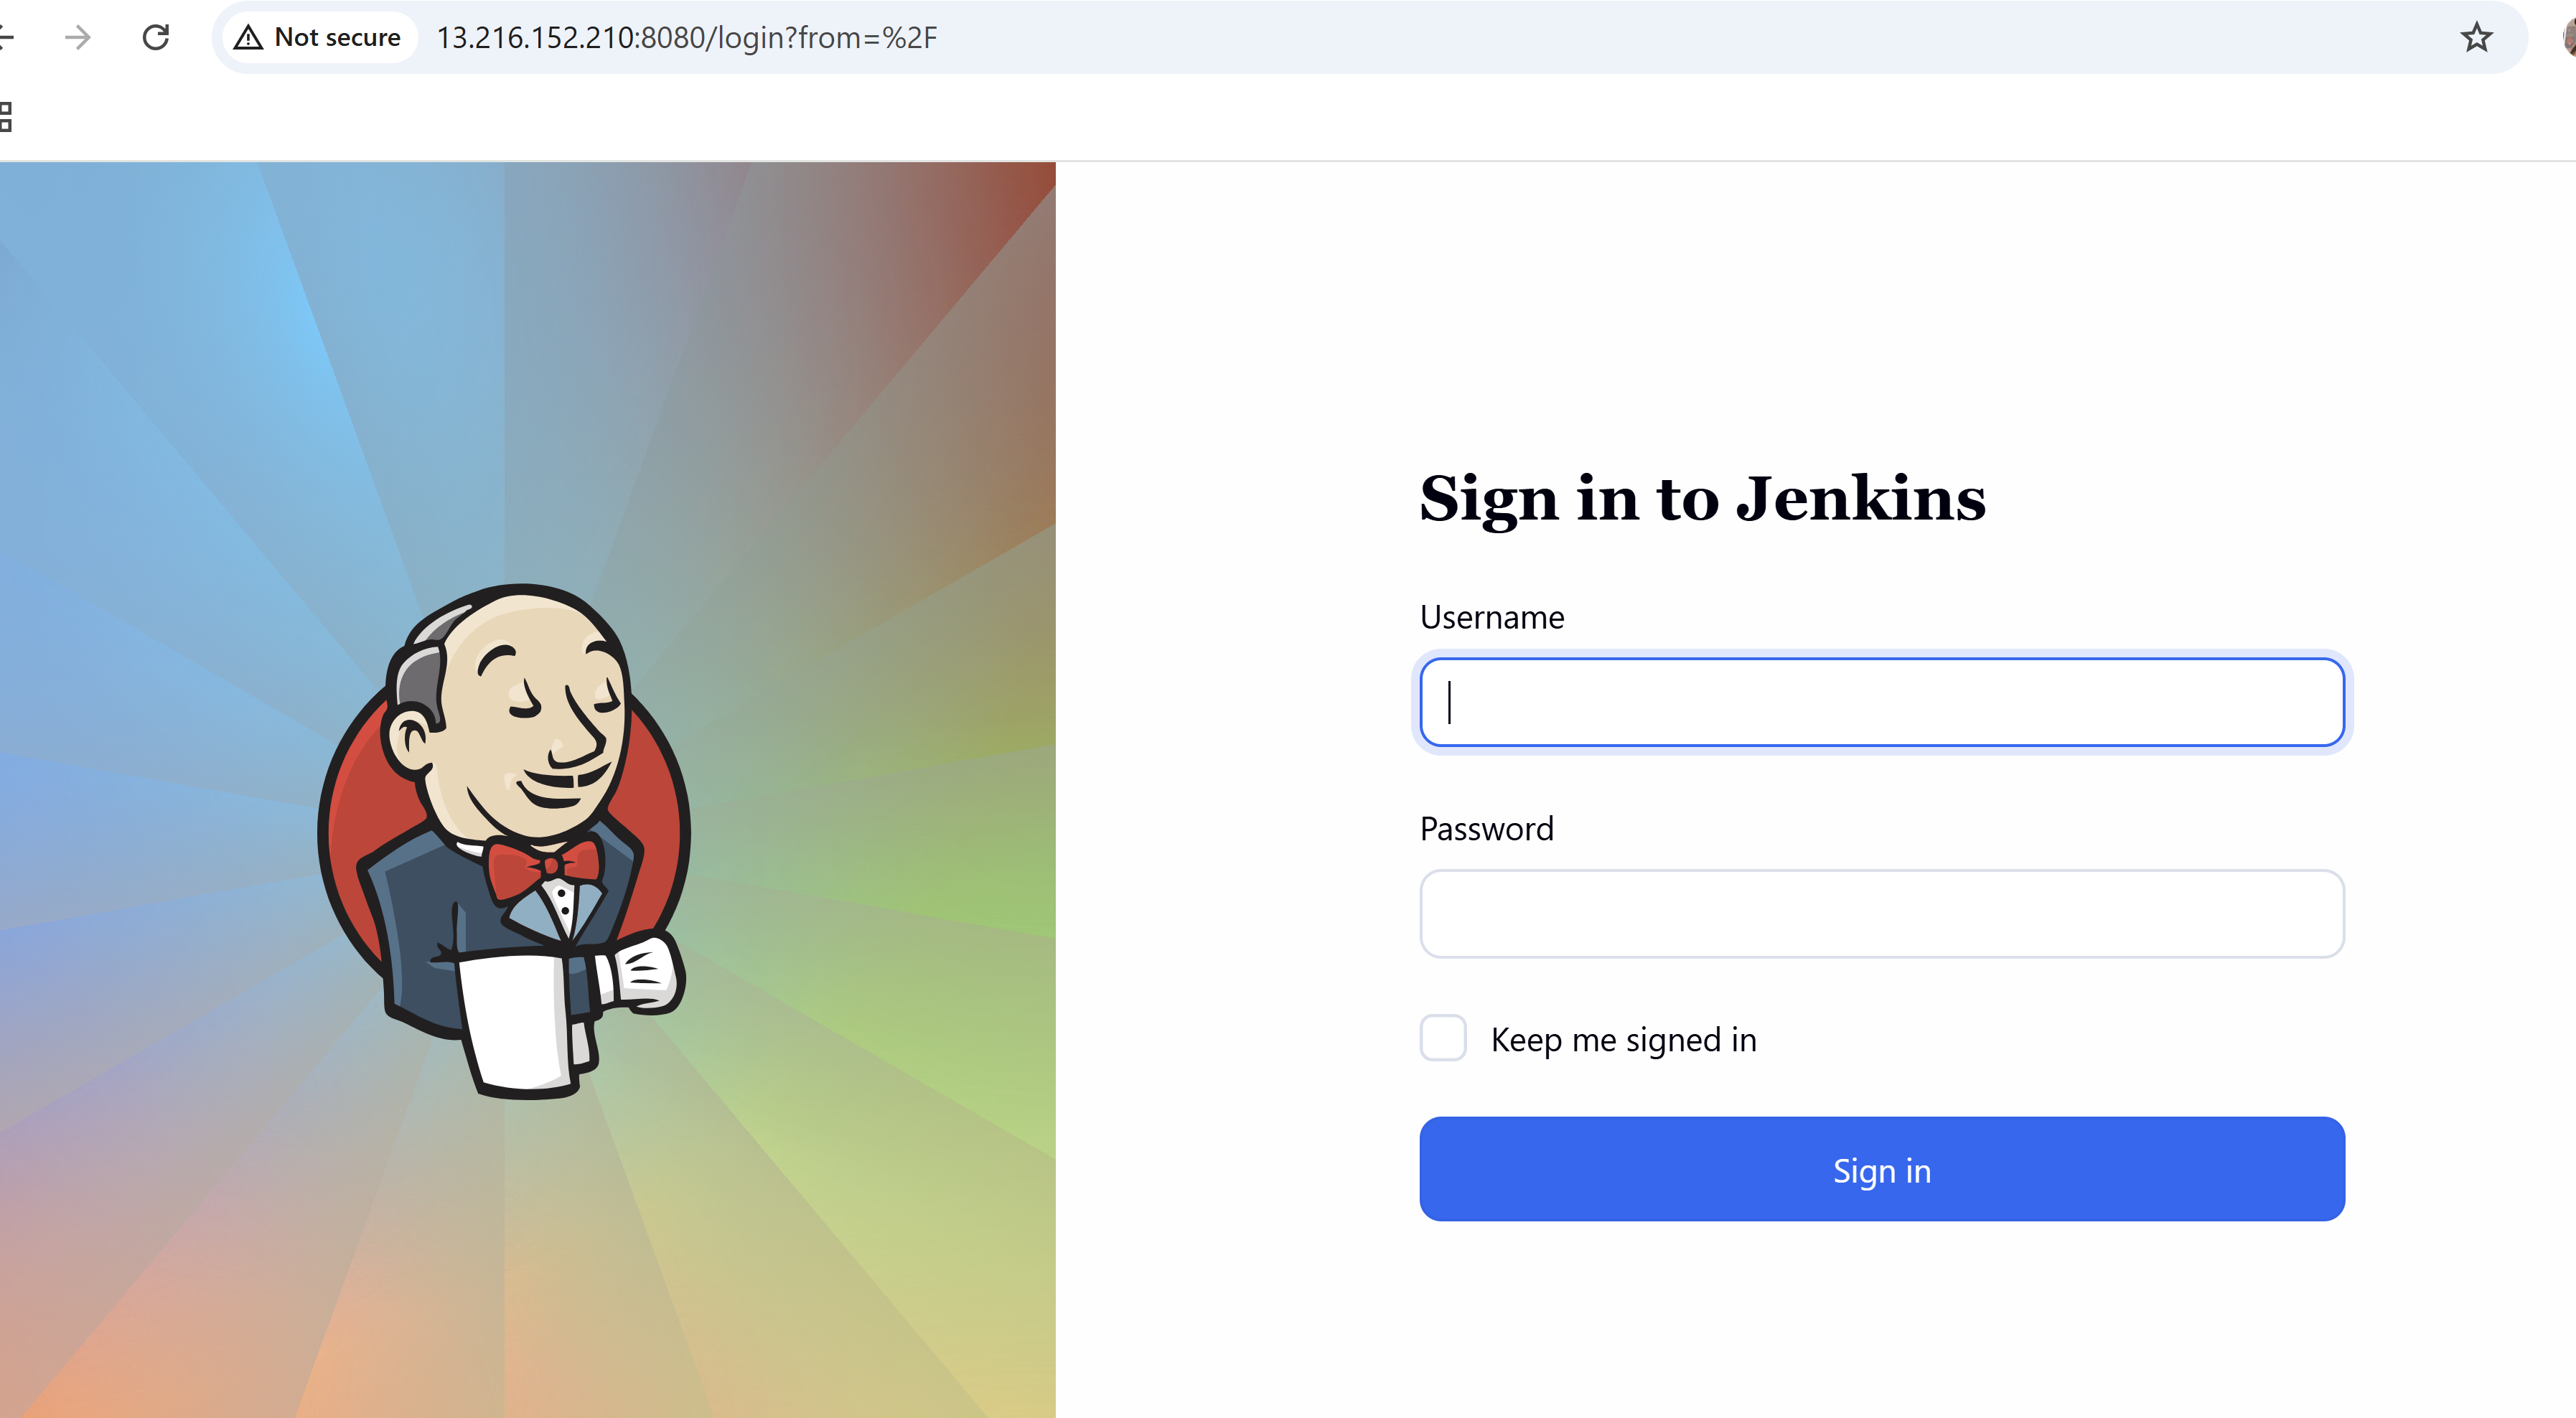 Not secure
13.216.152.210:8080/login?from=%2F
Sign in to Jenkins
Username
Password
Keep me signed in
Sign in